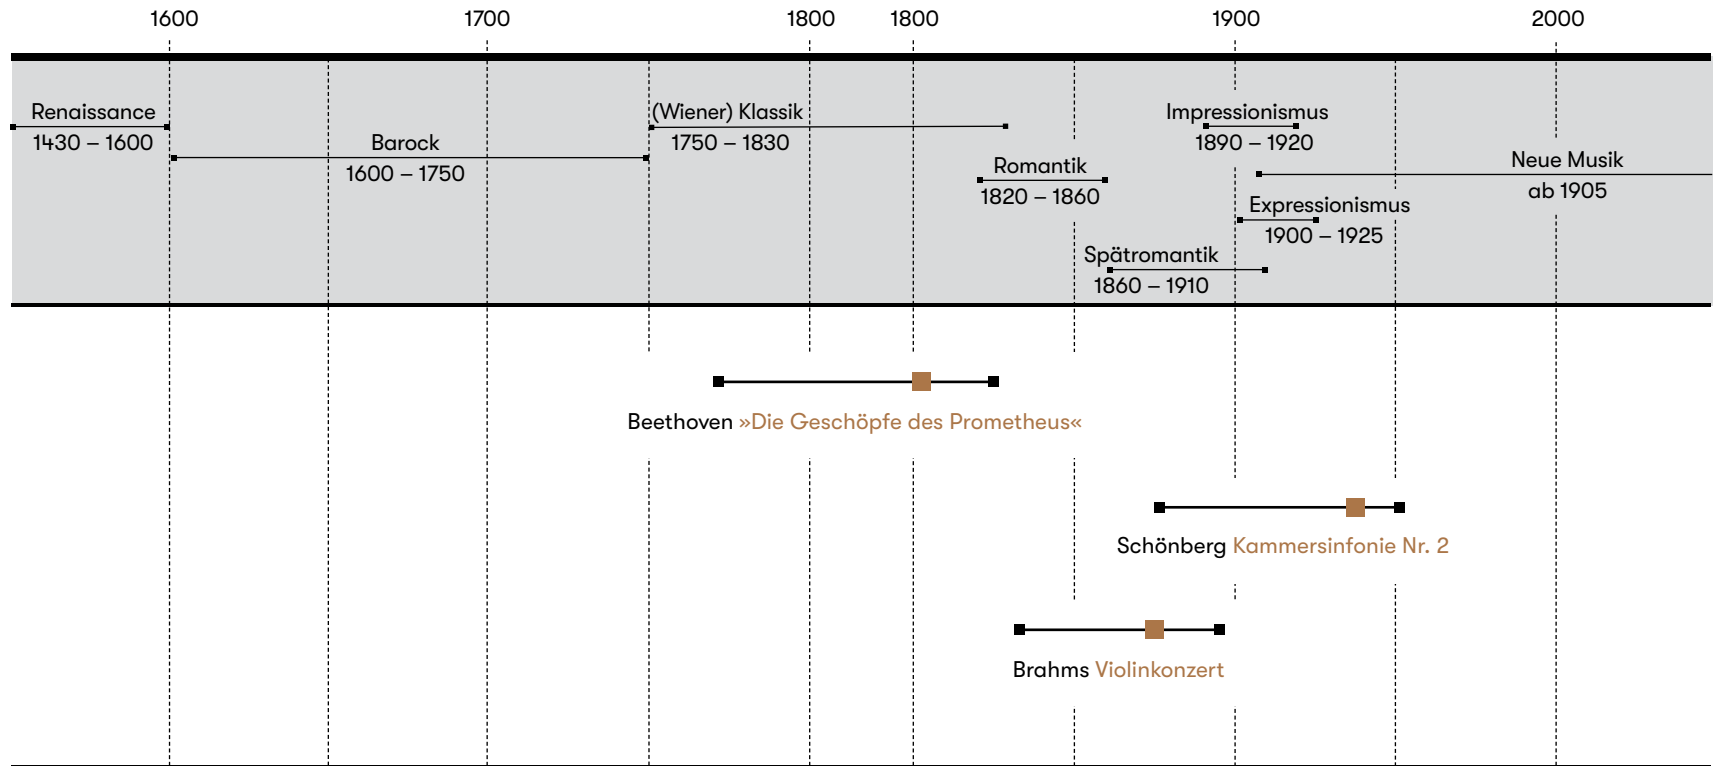 1600 1700 1800 1800 1900 2000
Renaissance
1430 – 1600
Barock
1600 – 1750
(Wiener) Klassik
1750 – 1830
Romantik
1820 – 1860
Impressionismus
1890 – 1920
Neue Musik
ab 1905
Expressionismus
1900 – 1925
Spätromantik
1860 – 1910
Beethoven »Die Geschöpfe des Prometheus«
Schönberg Kammersinfonie Nr. 2
Brahms Violinkonzert